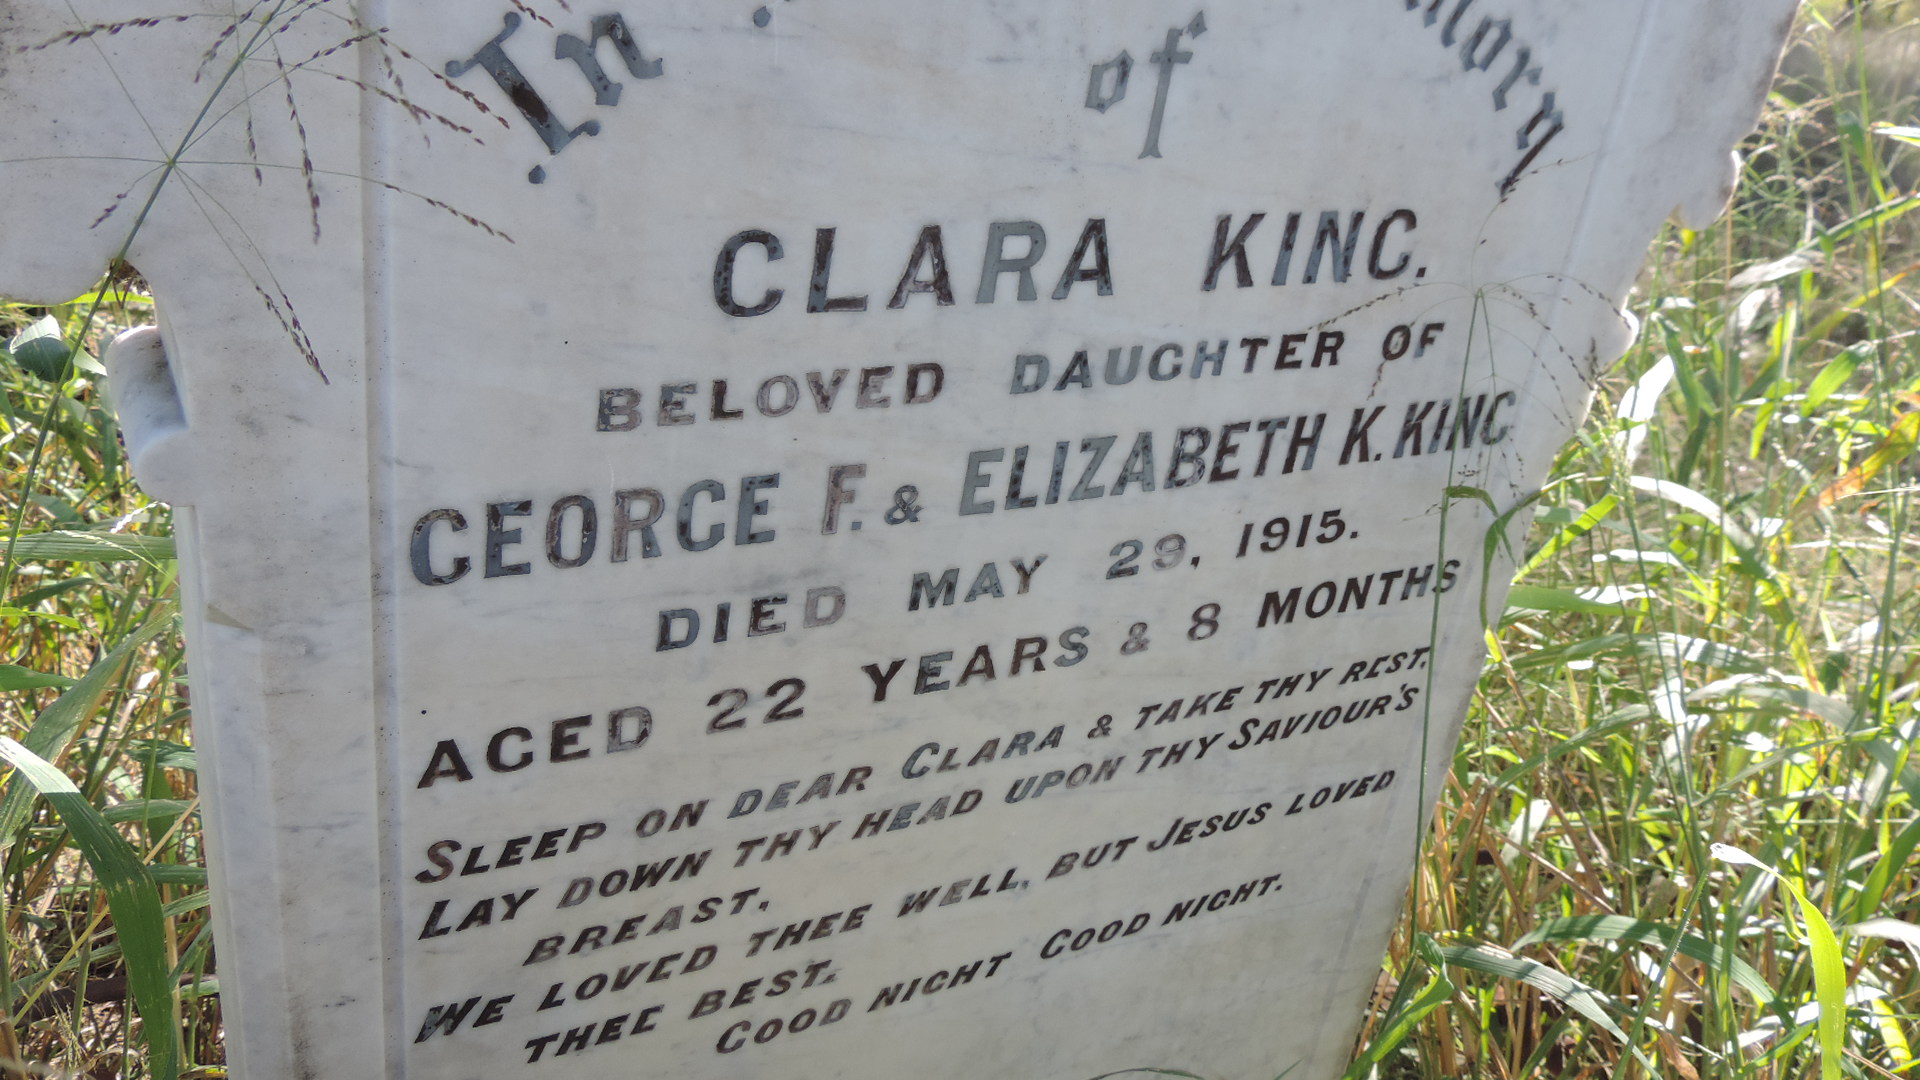 In
of
CLARA KING.
BELOVED DAUGHTER OF
GEORGE F. & ELIZABETH K. KING
DIED MAY 29, 1915.
AGED 22 YEARS & 8 MONTHS
SLEEP ON DEAR CLARA & TAKE THY REST,
LAY DOWN THY HEAD UPON THY SAVIOUR'S
BREAST,
WE LOVED THEE WELL, BUT JESUS LOVED
THEE BEST.
GOOD NIGHT GOOD NIGHT.